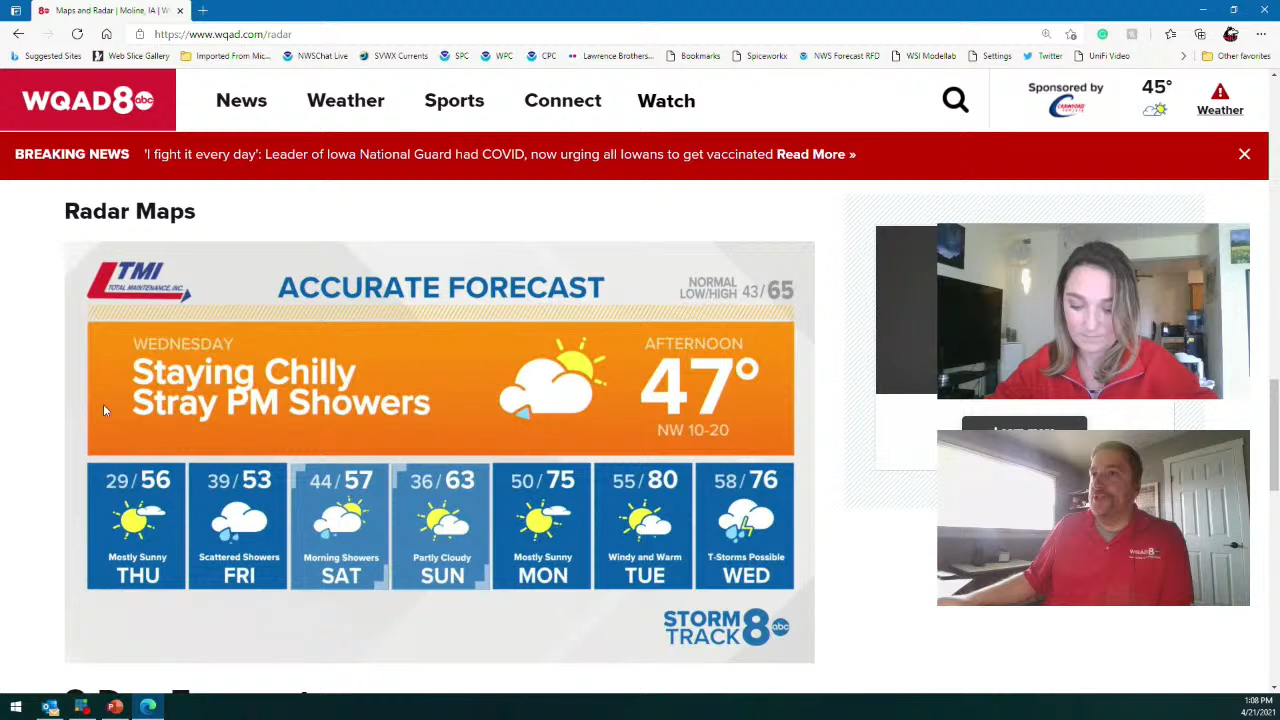 Maps and Radar | Moline, IA | W
https://www.wqad.com/radar
Suggested Sites Web Slice Gallery Imported From Mic... NWSChat Live SVWX Currents SPC WPC CPC Lawrence Brothers... Bookmarks Spiceworkx NWS Forecast RFD WSI Modellab Settings Twitter UniFi Video Other favorites
WQAD8 abc
News Weather Sports Connect Watch
Sponsored by
CRAWFORD
45°
Weather
BREAKING NEWS 'I fight it every day': Leader of Iowa National Guard had COVID, now urging all Iowans to get vaccinated Read More »
Radar Maps
TMI
TOTAL MAINTENANCE, INC.
ACCURATE FORECAST
NORMAL
LOW/HIGH 43/65
WEDNESDAY
Staying Chilly
Stray PM Showers
AFTERNOON
47°
NW 10-20
29/56 39/53 44/57 36/63 50/75 55/80 58/76
Mostly Sunny Scattered Showers Morning Showers Partly Cloudy Mostly Sunny Windy and Warm T-Storms Possible
THU FRI SAT SUN MON TUE WED
STORM
TRACK 8 abc
WQAD8
1:08 PM
4/21/2021